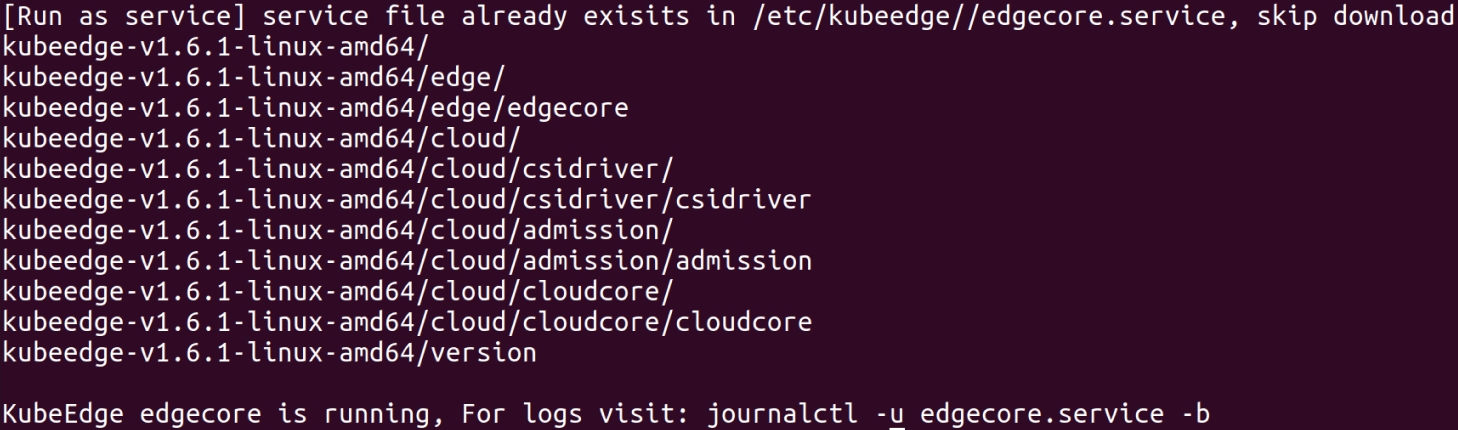 [Run as service] service file already exisits in /etc/kubeedge//edgecore.service, skip download
kubeedge-v1.6.1-linux-amd64/
kubeedge-v1.6.1-linux-amd64/edge/
kubeedge-v1.6.1-linux-amd64/edge/edgecore
kubeedge-v1.6.1-linux-amd64/cloud/
kubeedge-v1.6.1-linux-amd64/cloud/csidriver/
kubeedge-v1.6.1-linux-amd64/cloud/csidriver/csidriver
kubeedge-v1.6.1-linux-amd64/cloud/admission/
kubeedge-v1.6.1-linux-amd64/cloud/admission/admission
kubeedge-v1.6.1-linux-amd64/cloud/cloudcore/
kubeedge-v1.6.1-linux-amd64/cloud/cloudcore/cloudcore
kubeedge-v1.6.1-linux-amd64/version
KubeEdge edgecore is running, For logs visit: journalctl -u edgecore.service -b